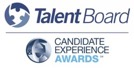 Talent Board
CANDIDATE
EXPERIENCE
AWARDS™